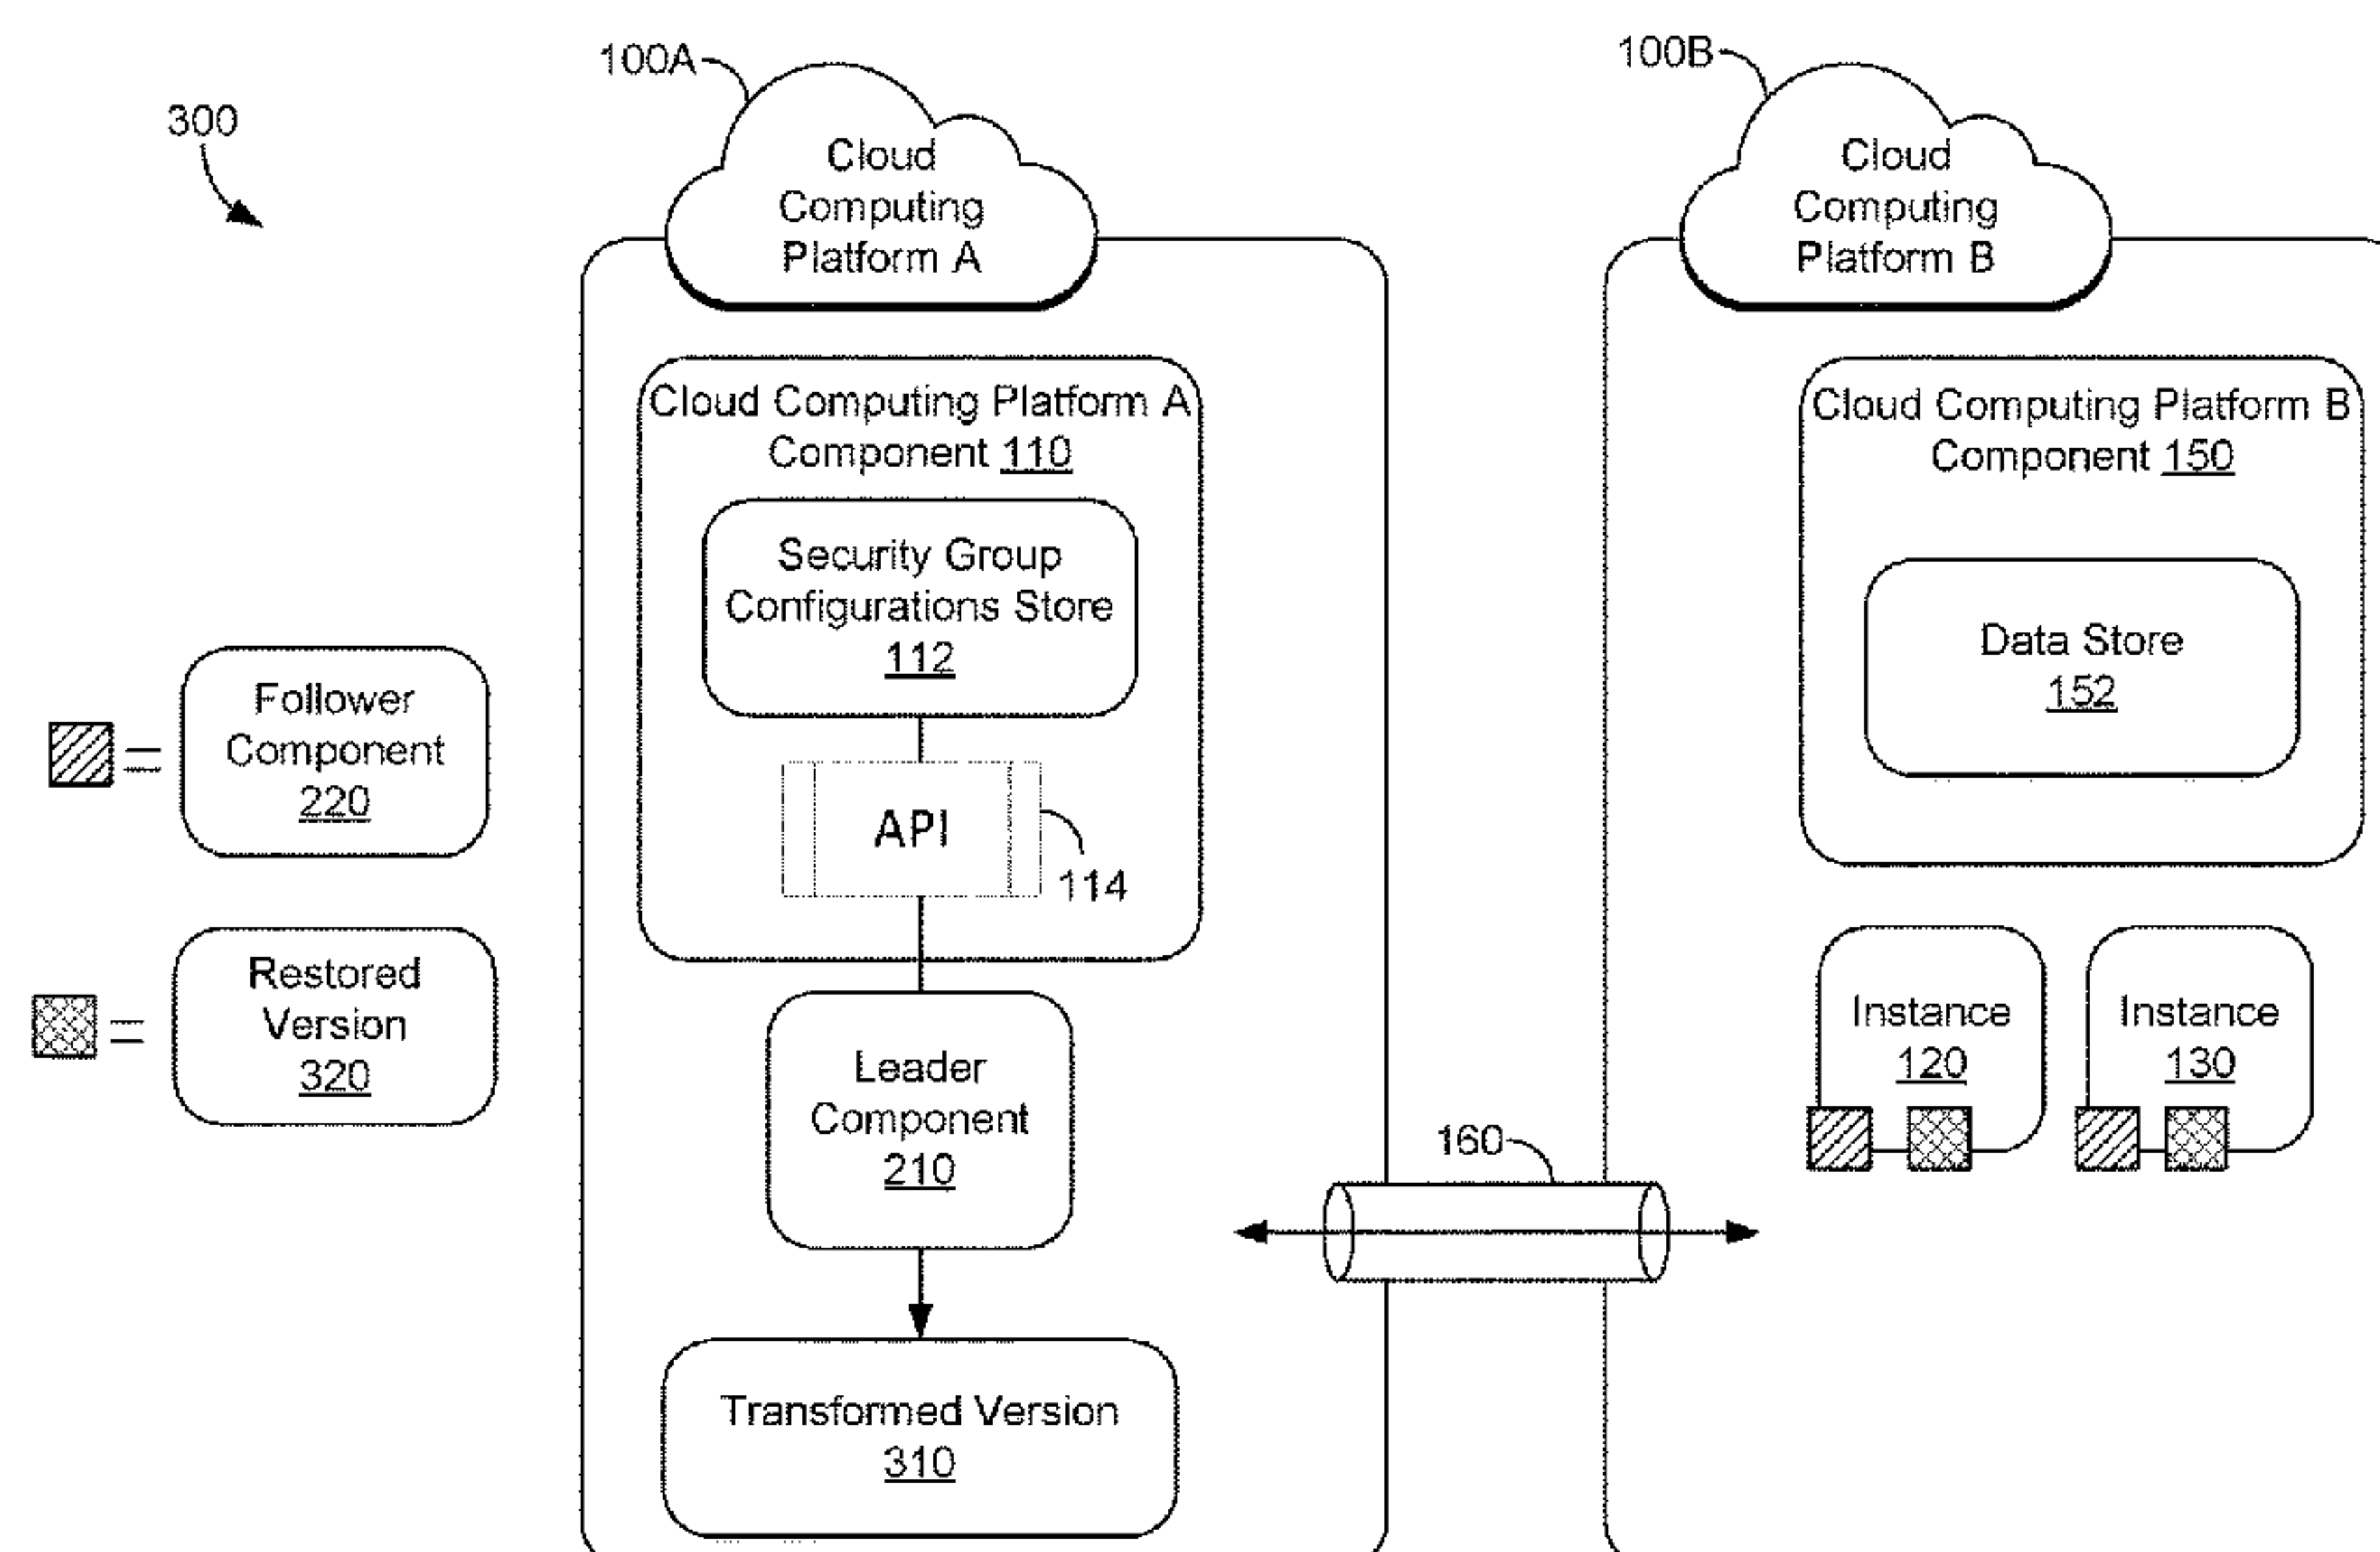 300
100A
Cloud
Computing
Platform A
100B
Cloud
Computing
Platform B
Cloud Computing Platform A
Component 110
Security Group
Configurations Store
112
API
114
Cloud Computing Platform B
Component 150
Data Store
152
=
Follower
Component
220
=
Restored
Version
320
Leader
Component
210
Instance
120
Instance
130
160
Transformed Version
310